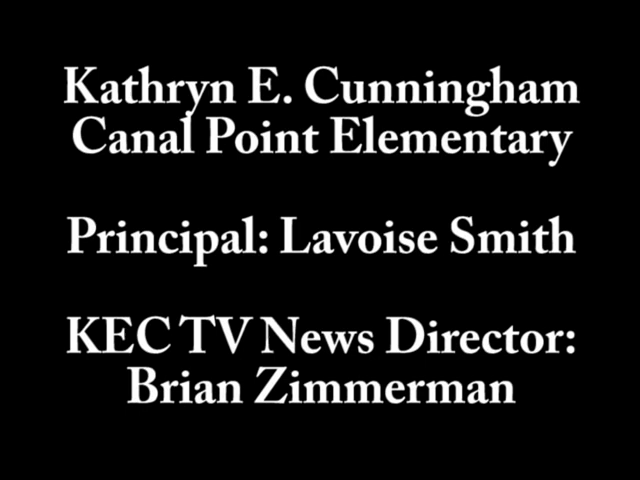 Kathryn E. Cunningham
Canal Point Elementary
Principal: Lavoise Smith
KEC TV News Director:
Brian Zimmerman